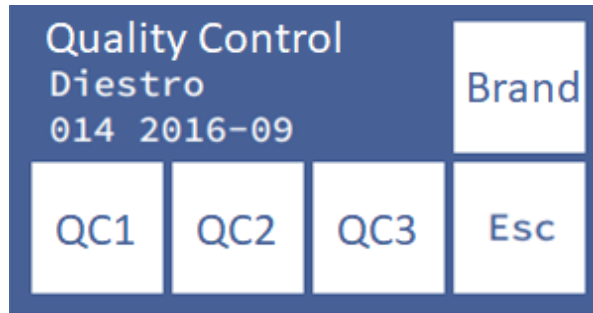 Quality Control
Diestro
014 2016-09
Brand
QC1 QC2 QC3 Esc